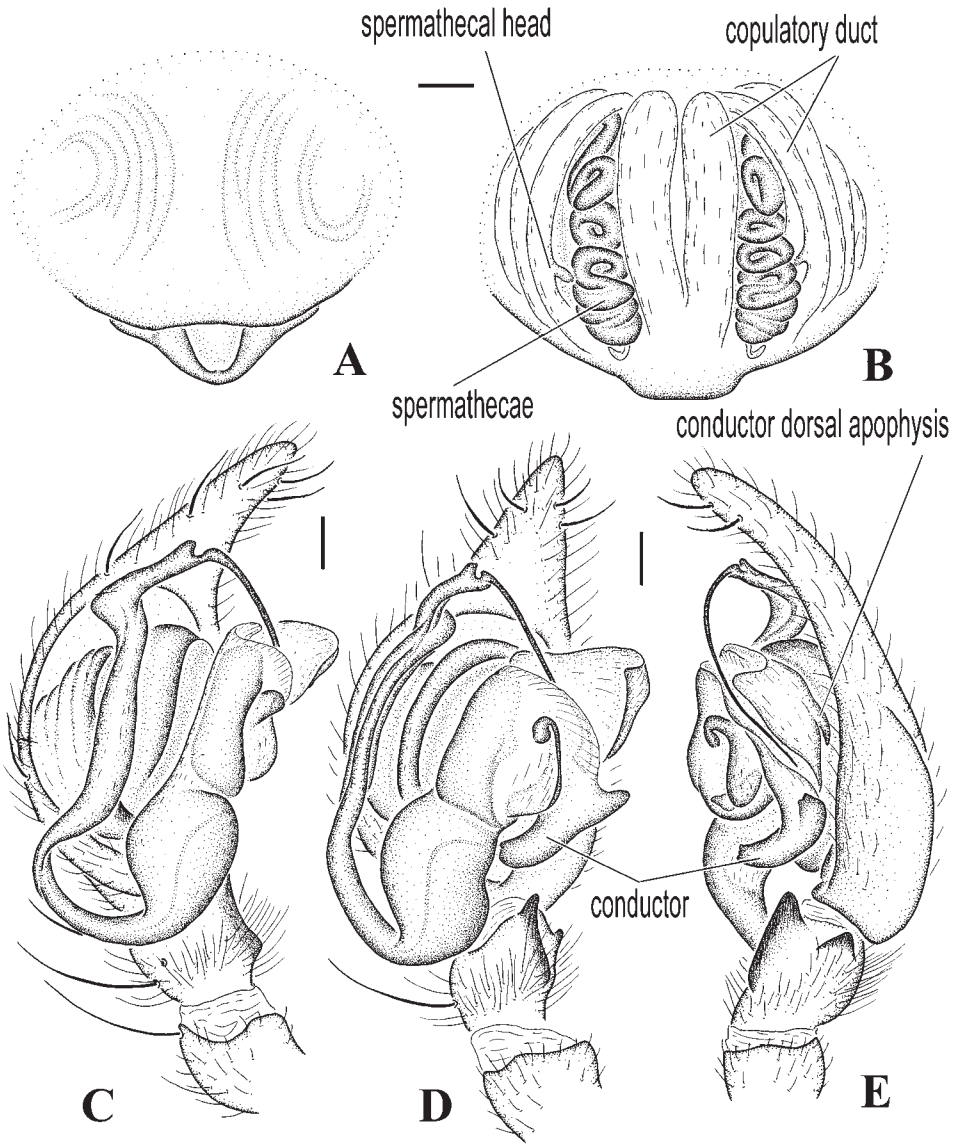 spermathecal head
copulatory duct
A
B
spermathecae
conductor dorsal apophysis
conductor
C
D
E